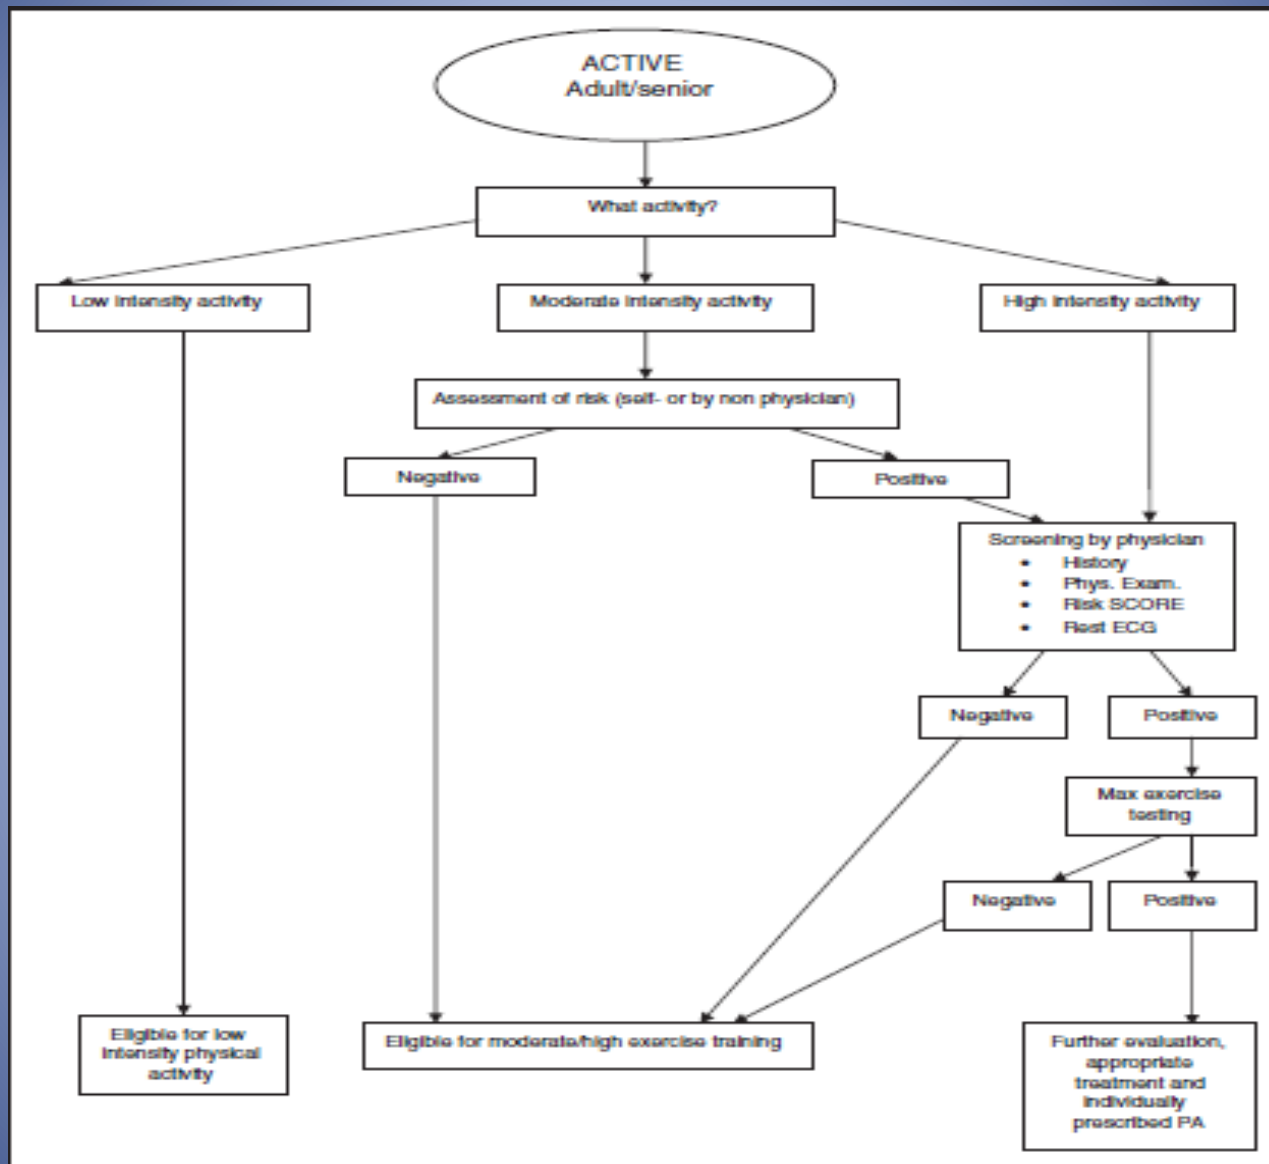 ACTIVE
Adult/senior
What activity?
Low intensity activity
Moderate intensity activity
High intensity activity
Assessment of risk (self- or by non physician)
Negative
Positive
Screening by physician
• History
• Phys. Exam.
• Risk SCORE
• Rest ECG
Negative
Positive
Max exercise
testing
Negative
Positive
Eligible for low
intensity physical
activity
Eligible for moderate/high exercise training
Further evaluation,
appropriate
treatment and
individually
prescribed PA